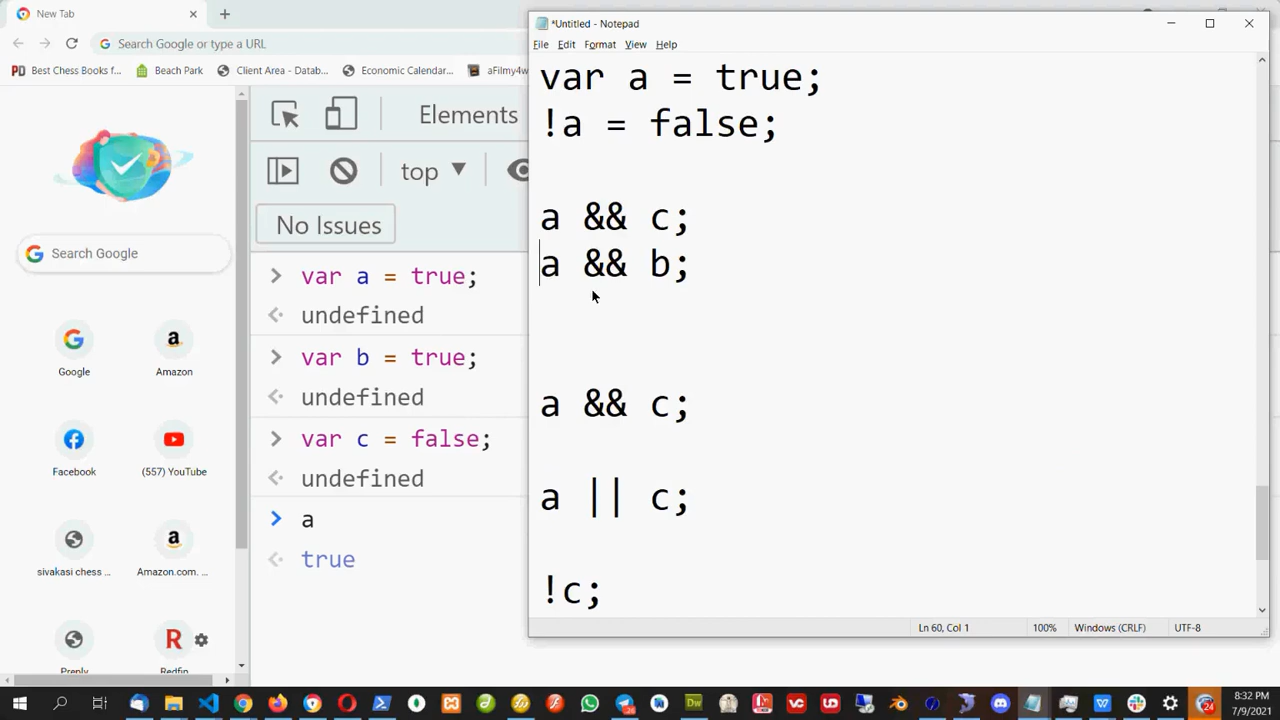 New Tab
Search Google or type a URL
PD Best Chess Books f...
Beach Park
Client Area - Datab...
Economic Calendar...
aFilmy4w
Search Google
Google
Amazon
Facebook
(557) YouTube
sivakasi chess ...
Amazon.com. ...
Preply
R
Redfin
Elements
top
No Issues
> var a = true;
undefined
> var b = true;
undefined
> var c = false;
undefined
> a
true
*Untitled - Notepad
File Edit Format View Help
var a = true;
!a = false;
a && c;
a && b;
a && c;
a || c;
!c;
Ln 60, Col 1
100%
Windows (CRLF)
UTF-8
8:32 PM
7/9/2021
24